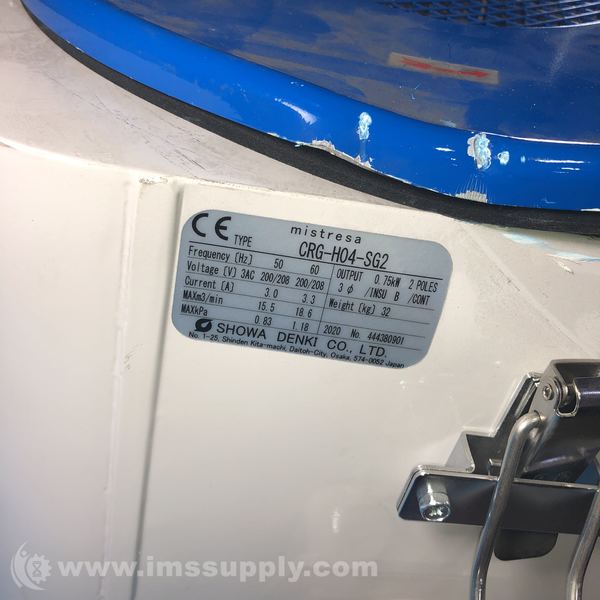 mistresa
CE TYPE CRG-H04-SG2
Frequency [Hz] 50 60 OUTPUT 0.75kW 2 POLES
Voltage [V] 3AC 200/208 200/208 3 φ /INSU B /CONT
Current [A] 3.0 3.3 Weight [kg] 32
MAXm3/min 15.5 18.6
MAXkPa 0.83 1.18 2020 No. 444380901
SHOWA DENKI CO., LTD.
No. 1-25, Shinden Kita-machi, Daitoh-City, Osaka, 574-0052 Japan
www.imssupply.com